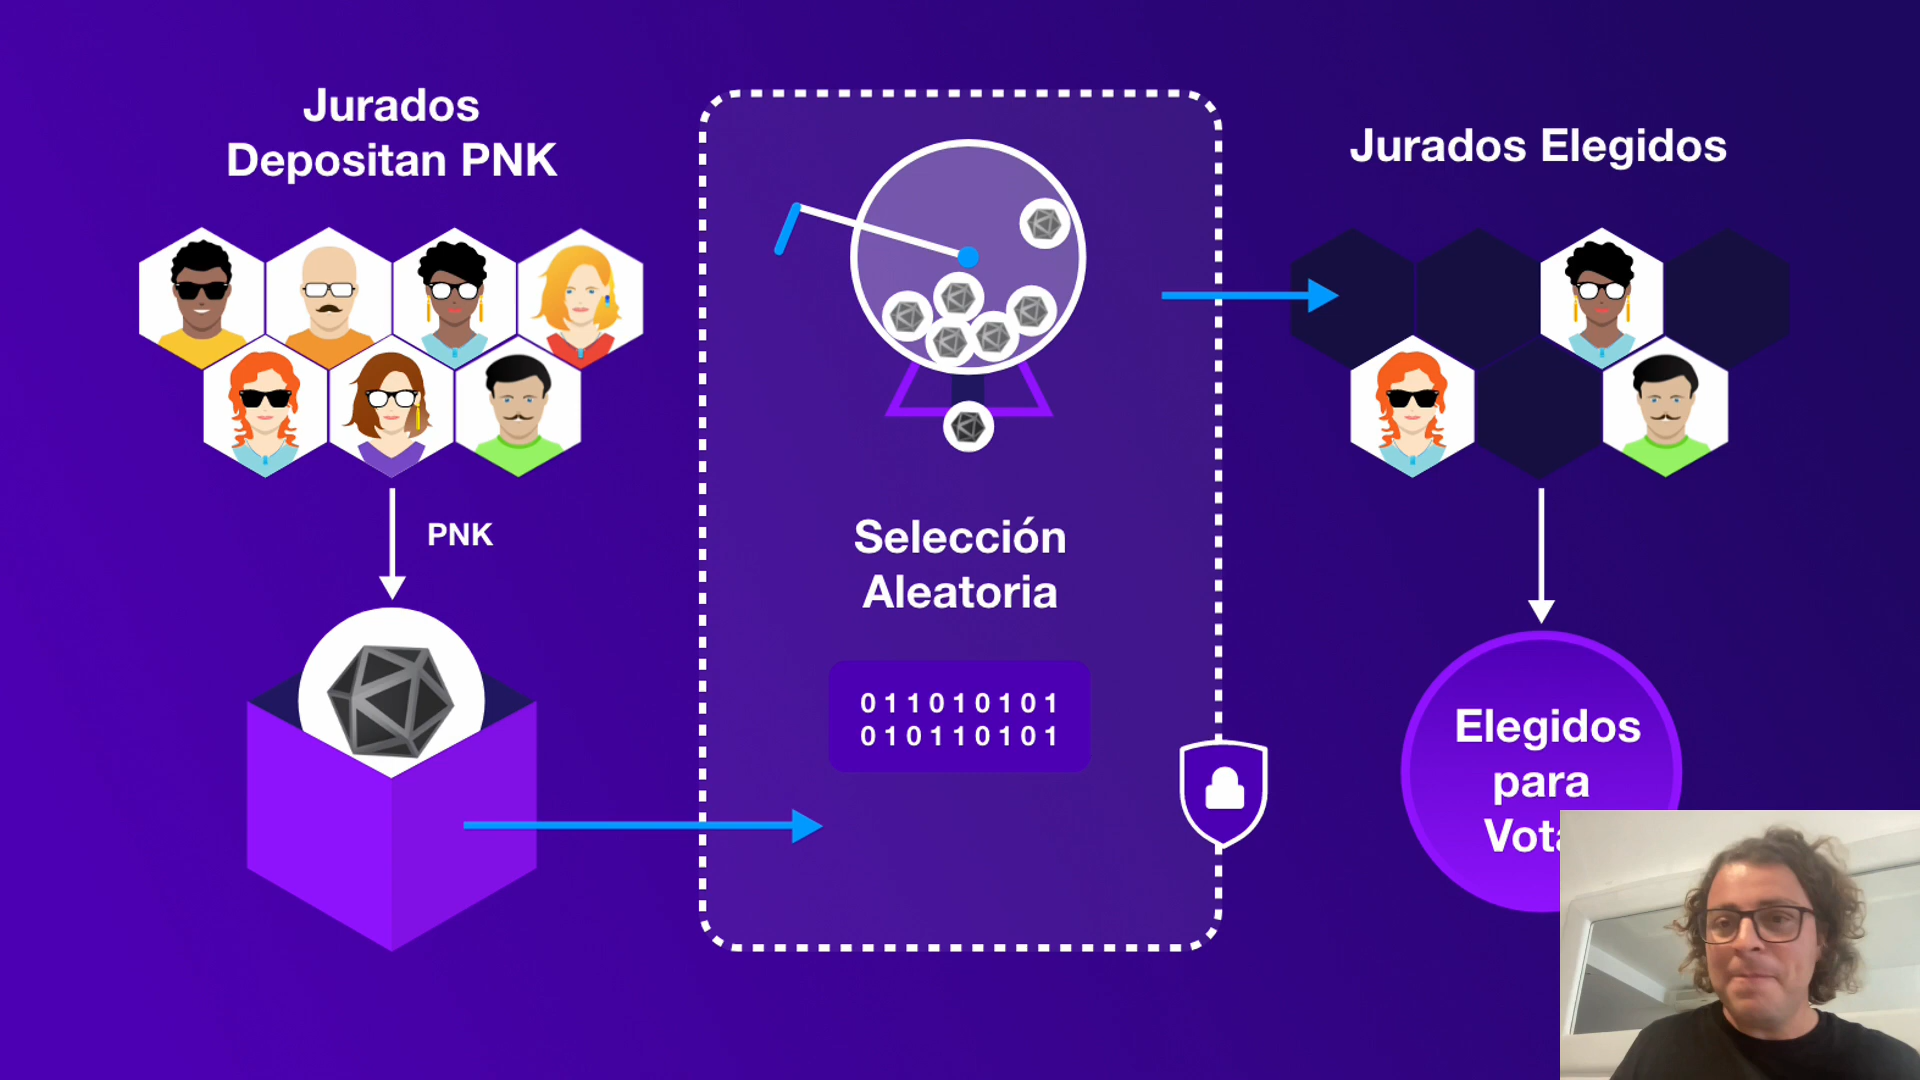 Jurados
Depositan PNK
PNK
Selección
Aleatoria
011010101
010110101
Jurados Elegidos
Elegidos
para